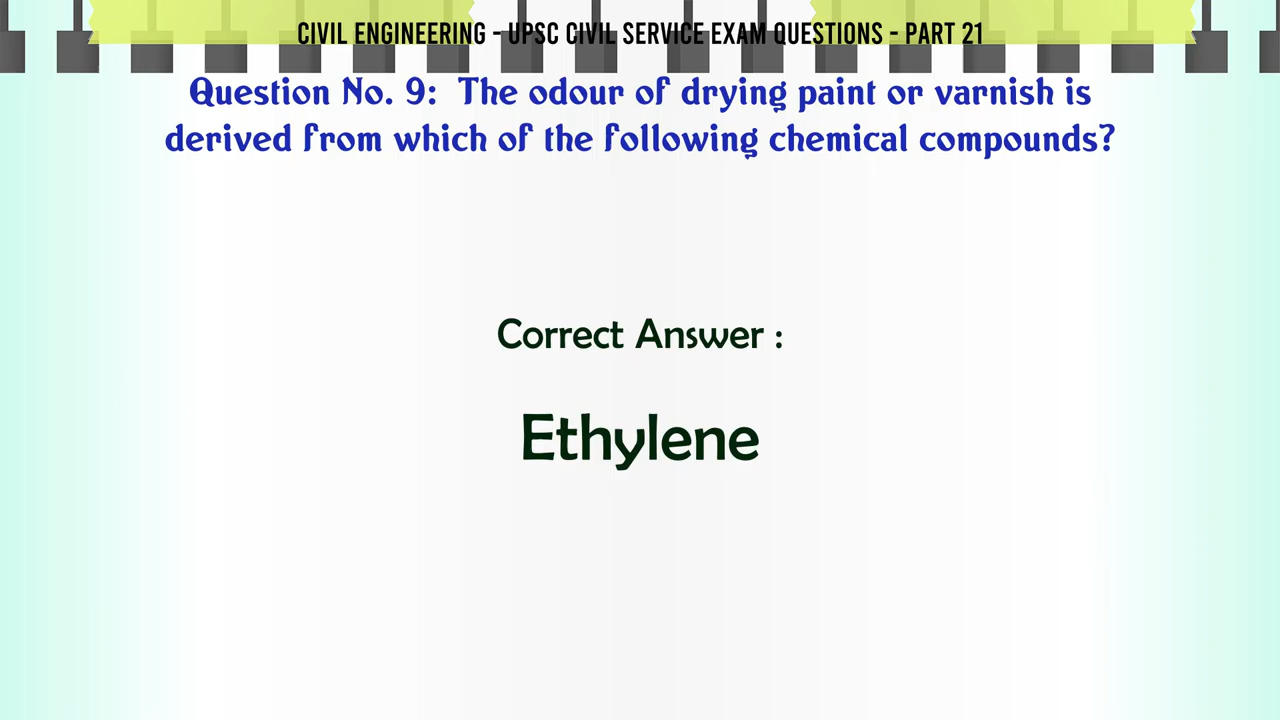 CIVIL ENGINEERING - UPSC CIVIL SERVICE EXAM QUESTIONS - PART 21
Question No. 9:  The odour of drying paint or varnish is
derived from which of the following chemical compounds?
Correct Answer :
Ethylene